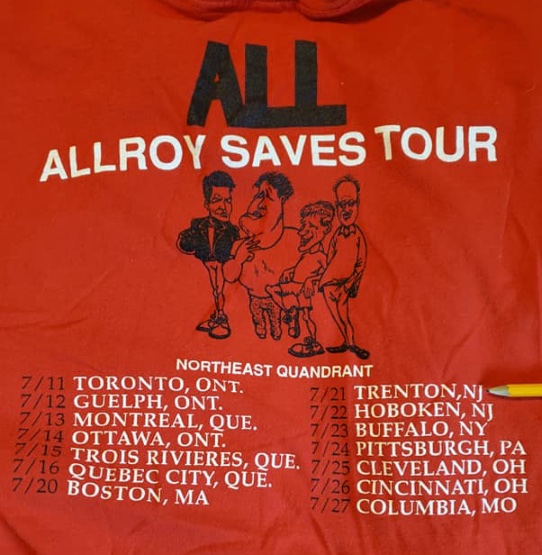 ALL
ALLROY SAVES TOUR
NORTHEAST QUANDRANT
7/11 TORONTO, ONT.
7/12 GUELPH, ONT.
7/13 MONTREAL, QUE.
7/14 OTTAWA, ONT.
7/15 TROIS RIVIERES, QUE.
7/16 QUEBEC CITY, QUE.
7/20 BOSTON, MA
7/21 TRENTON,NJ
7/22 HOBOKEN, NJ
7/23 BUFFALO, NY
7/24 PITTSBURGH, PA
7/25 CLEVELAND, OH
7/26 CINCINNATI, OH
7/27 COLUMBIA, MO